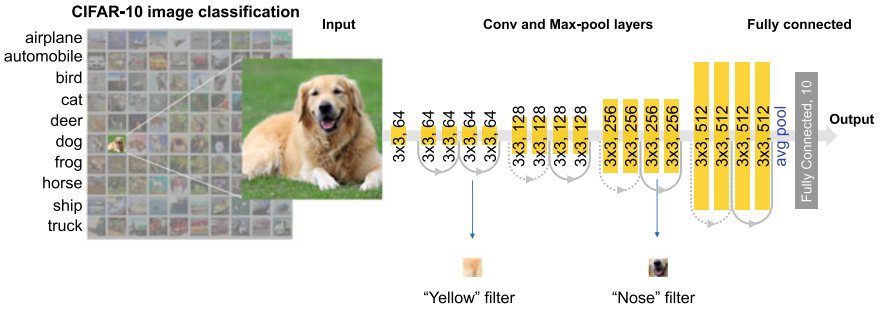 CIFAR-10 image classification
Input
Conv and Max-pool layers
Fully connected
airplane
automobile
bird
cat
deer
dog
frog
horse
ship
truck
3x3, 64
3x3, 64
3x3, 64
3x3, 64
3x3, 64
3x3, 128
3x3, 128
3x3, 128
3x3, 128
3x3, 256
3x3, 256
3x3, 256
3x3, 256
3x3, 512
3x3, 512
3x3, 512
3x3, 512
avg pool
Fully Connected, 10
Output
“Yellow” filter
“Nose” filter